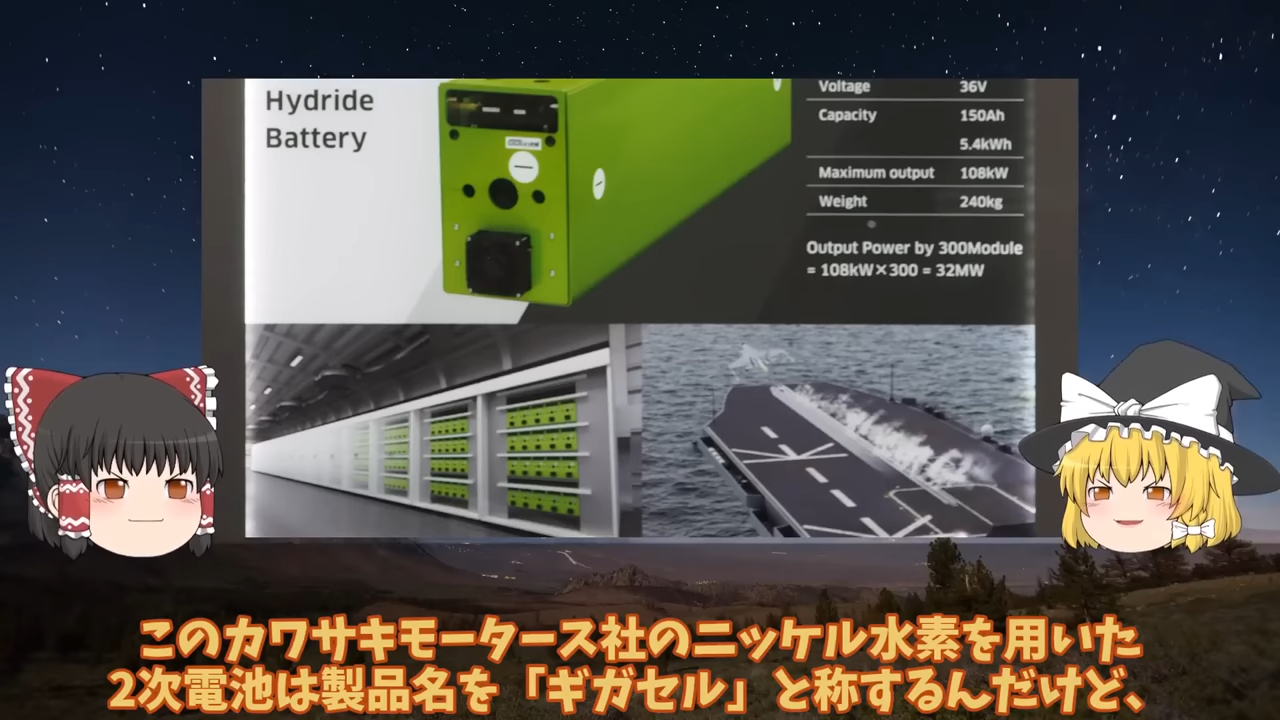 Hydride
Battery
Voltage 36V
Capacity 150Ah
5.4kWh
Maximum output 108kW
Weight 240kg
Output Power by 300Module
= 108kW×300 = 32MW
このカワサキモータース社のニッケル水素を用いた
2次電池は製品名を「ギガセル」と称するんだけど、